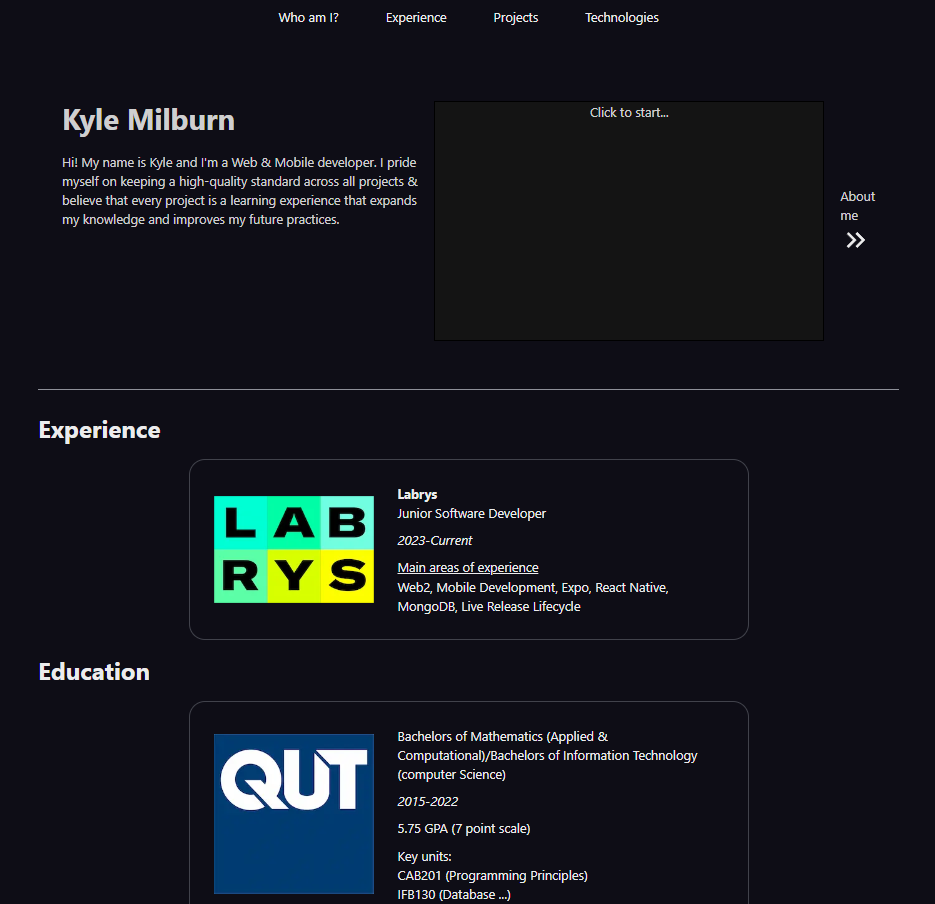 Who am I? Experience Projects Technologies
Kyle Milburn
Hi! My name is Kyle and I'm a Web & Mobile developer. I pride
myself on keeping a high-quality standard across all projects &
believe that every project is a learning experience that expands
my knowledge and improves my future practices.
Click to start...
About
me
Experience
LAB
RYS
Labrys
Junior Software Developer
2023-Current
Main areas of experience
Web2, Mobile Development, Expo, React Native,
MongoDB, Live Release Lifecycle
Education
QUT
Bachelors of Mathematics (Applied &
Computational)/Bachelors of Information Technology
(computer Science)
2015-2022
5.75 GPA (7 point scale)
Key units:
CAB201 (Programming Principles)
IFB130 (Database ...)